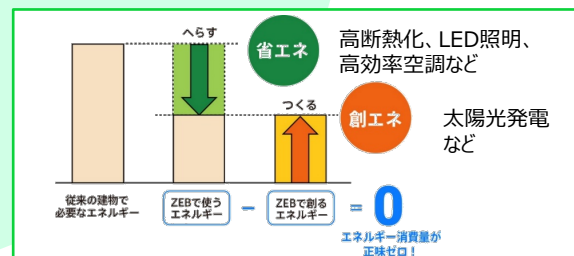 へらす
省エネ
高断熱化、LED照明、
高効率空調など
つくる
創エネ
太陽光発電
など
従来の建物で
必要なエネルギー
ZEBで使う
エネルギー
−
ZEBで創る
エネルギー
=0
エネルギー消費量が
正味ゼロ！